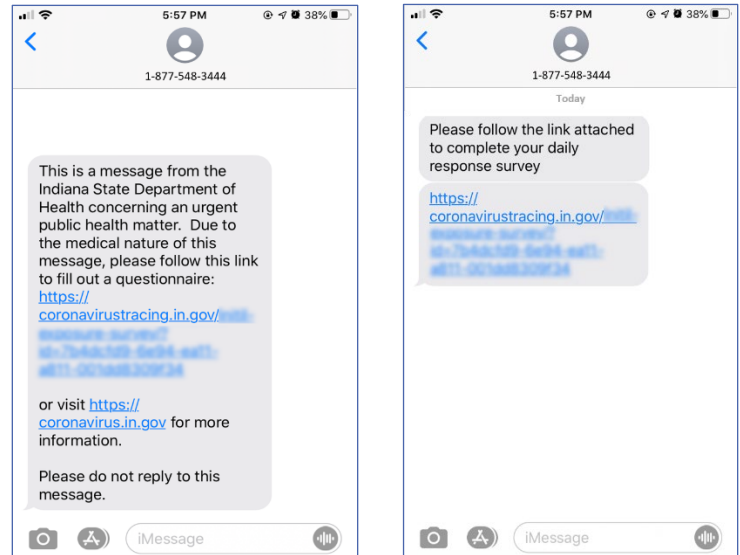 5:57 PM
38%
1-877-548-3444
This is a message from the
Indiana State Department of
Health concerning an urgent
public health matter. Due to
the medical nature of this
message, please follow this link
to fill out a questionnaire:
https://
coronavirustracing.in.gov/
or visit https://
coronavirus.in.gov for more
information.
Please do not reply to this
message.
iMessage
5:57 PM
38%
1-877-548-3444
Today
Please follow the link attached
to complete your daily
response survey
https://
coronavirustracing.in.gov/
iMessage